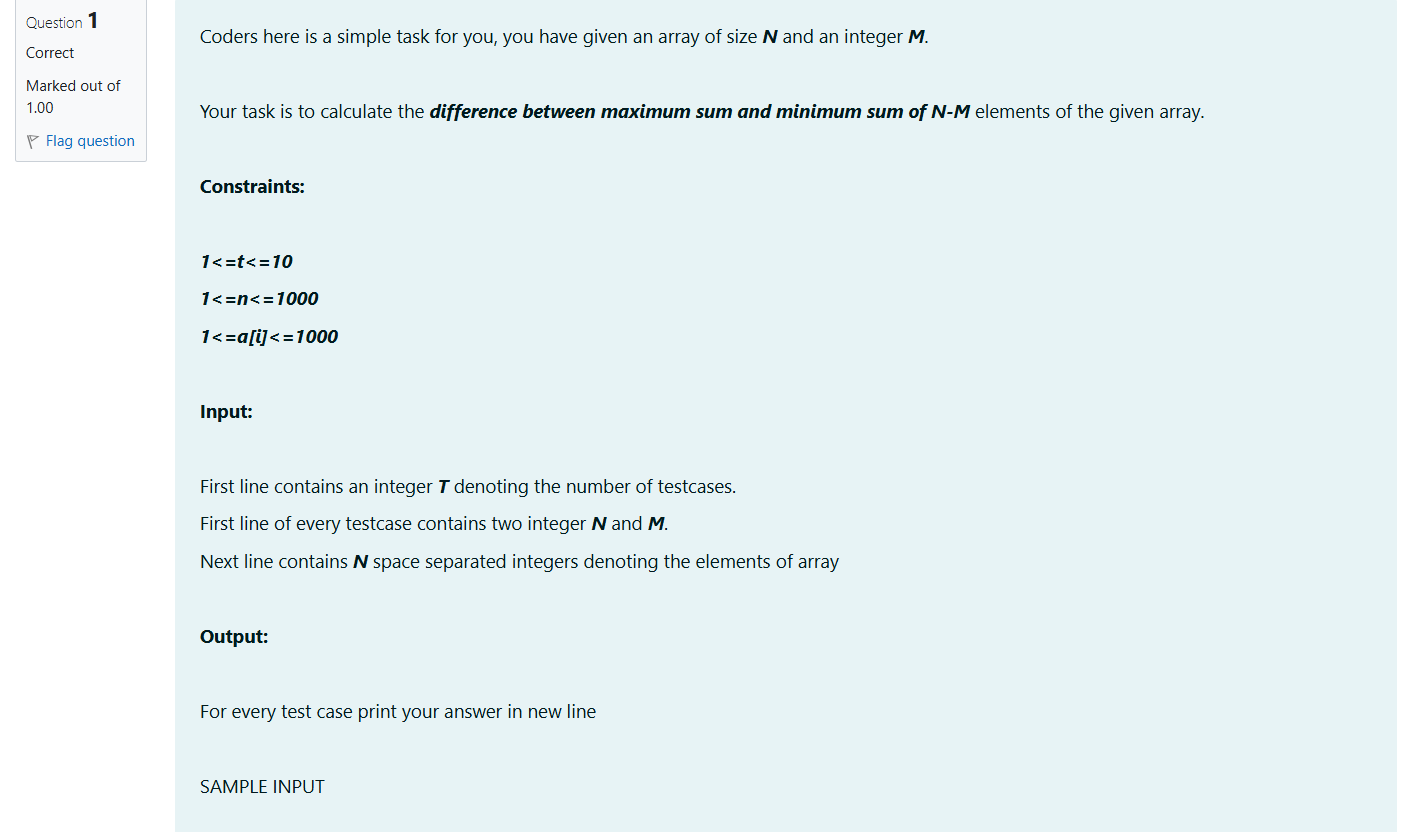 Question 1
Correct
Marked out of
1.00
Flag question
Coders here is a simple task for you, you have given an array of size N and an integer M.
Your task is to calculate the difference between maximum sum and minimum sum of N-M elements of the given array.
Constraints:
1<=t<=10
1<=n<=1000
1<=a[i]<=1000
Input:
First line contains an integer T denoting the number of testcases.
First line of every testcase contains two integer N and M.
Next line contains N space separated integers denoting the elements of array
Output:
For every test case print your answer in new line
SAMPLE INPUT